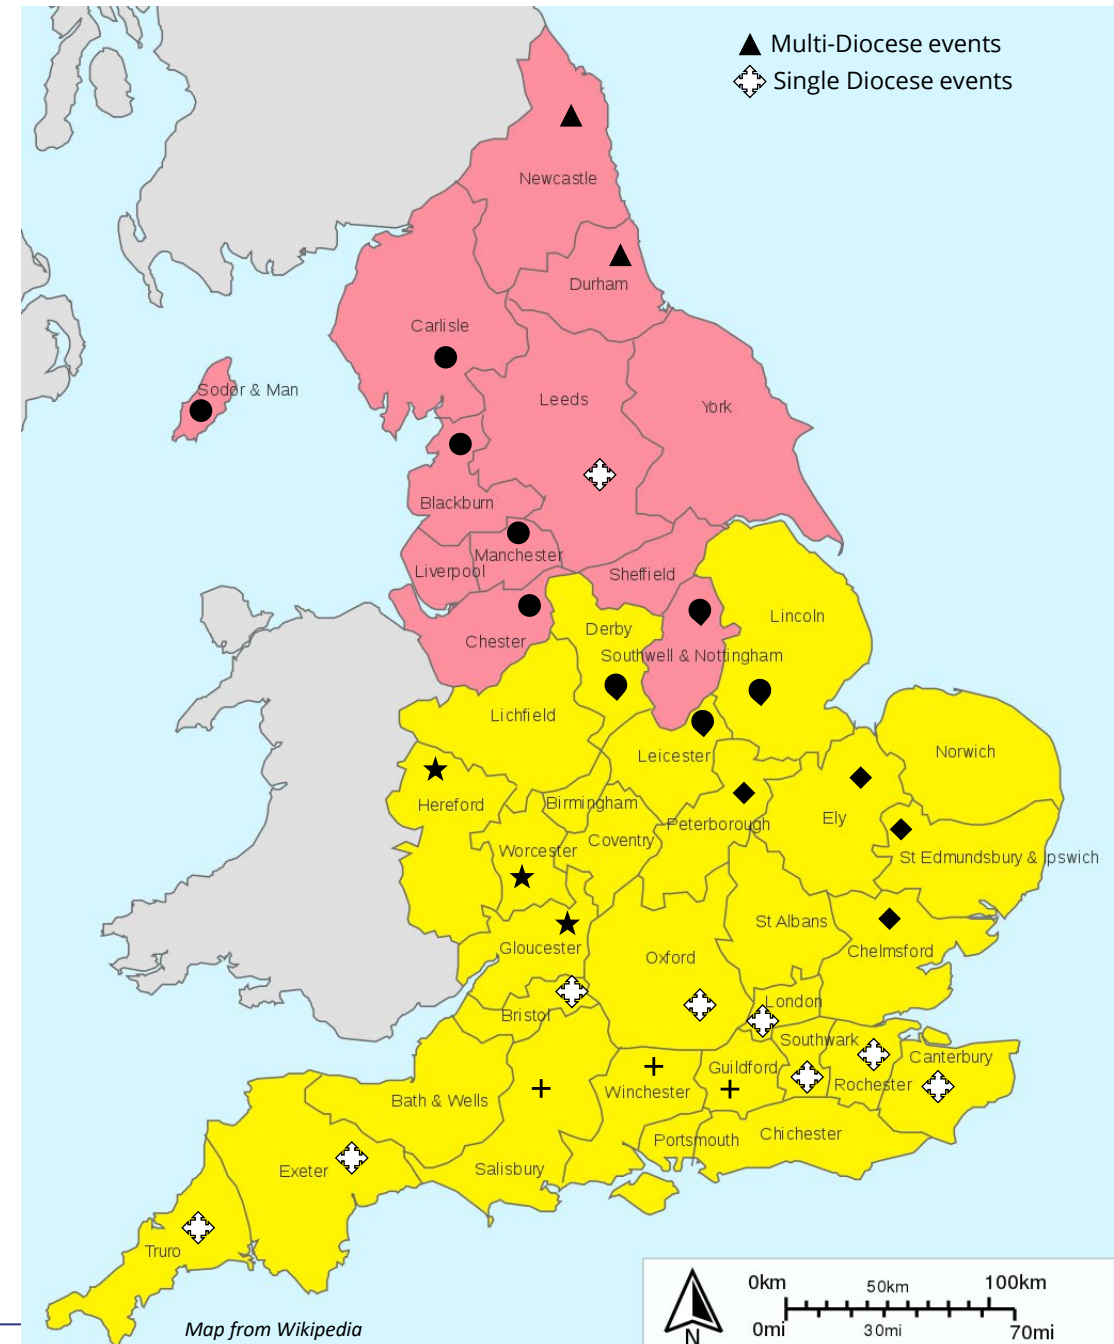 Multi-Diocese events
Single Diocese events
Newcastle
Durham
Carlisle
Sodor & Man
Leeds
York
Blackburn
Manchester
Liverpool
Sheffield
Chester
Derby
Lincoln
Southwell & Nottingham
Lichfield
Leicester
Norwich
Hereford
Birmingham
Peterborough
Ely
Coventry
Worcester
St Edmundsbury & Ipswich
St Albans
Gloucester
Oxford
Chelmsford
London
Bristol
Southwark
Canterbury
Guildford
Rochester
Winchester
Bath & Wells
Portsmouth
Chichester
Salisbury
Exeter
Truro
0km 50km 100km
0mi 30mi 70mi
N
Map from Wikipedia